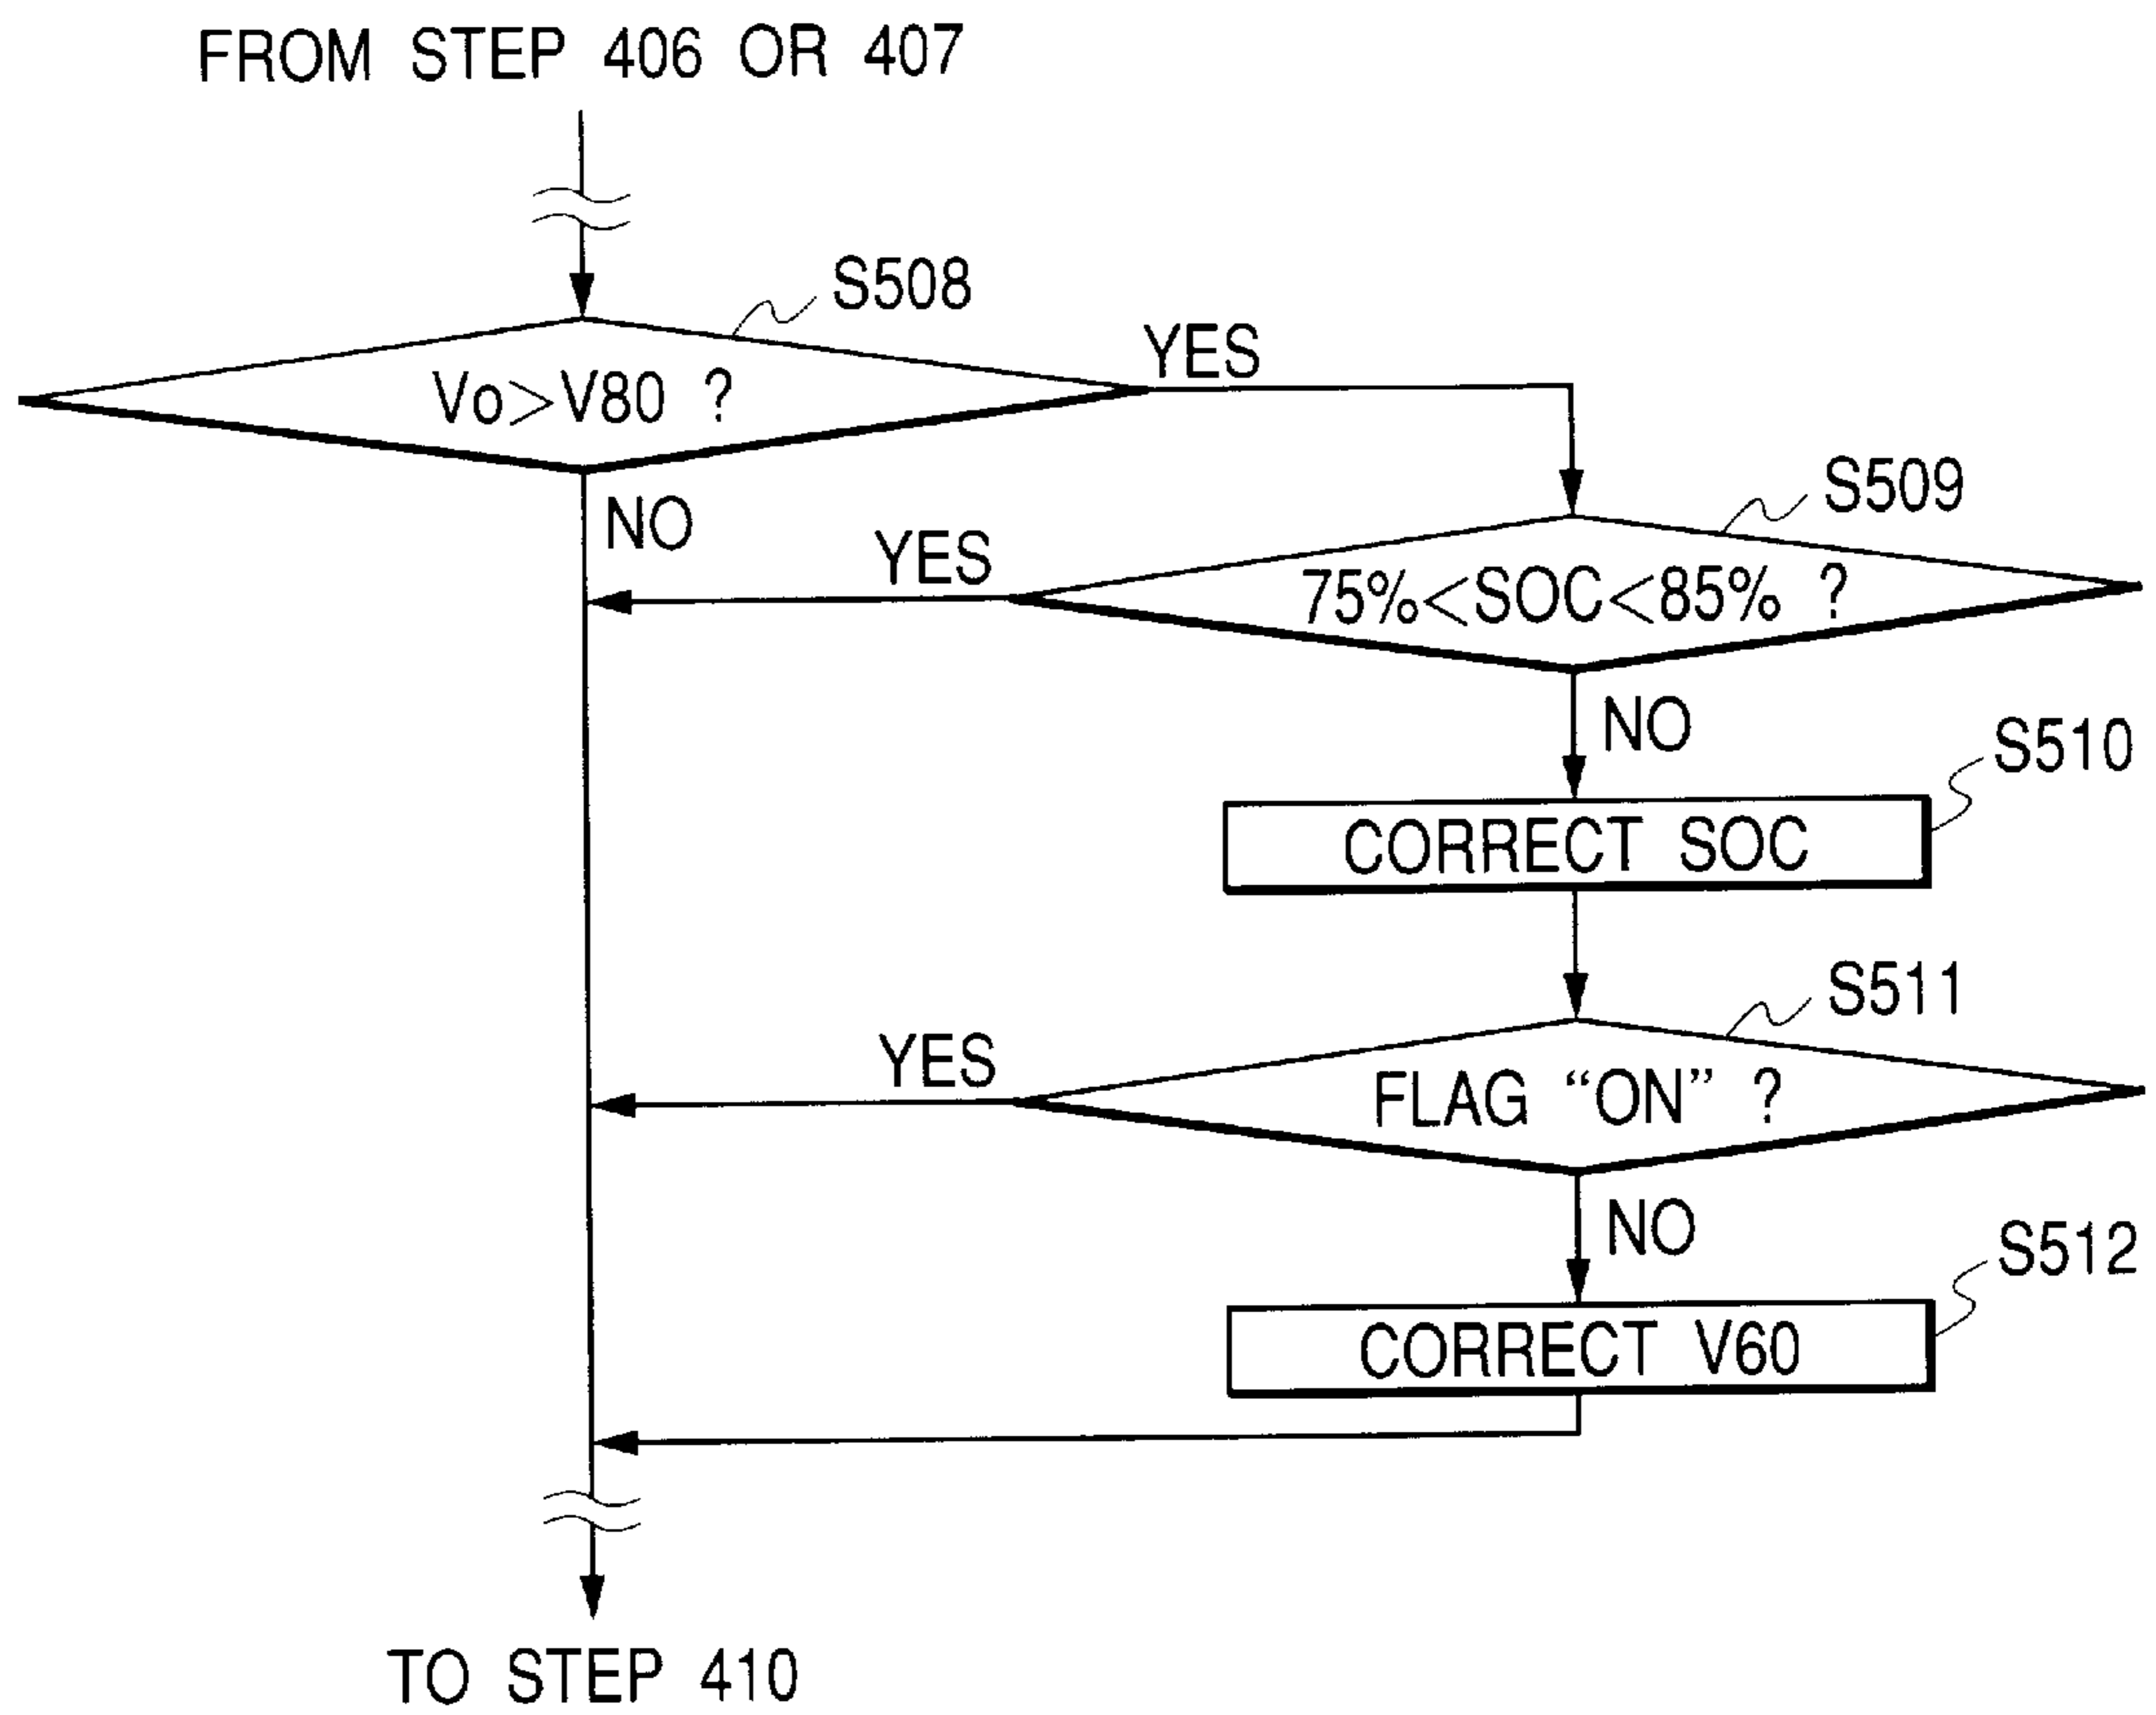 FROM STEP 406 OR 407
S508
YES
Vo>V80 ?
NO
S509
YES
75%<SOC<85% ?
NO
S510
CORRECT SOC
S511
YES
FLAG “ON” ?
NO
S512
CORRECT V60
TO STEP 410